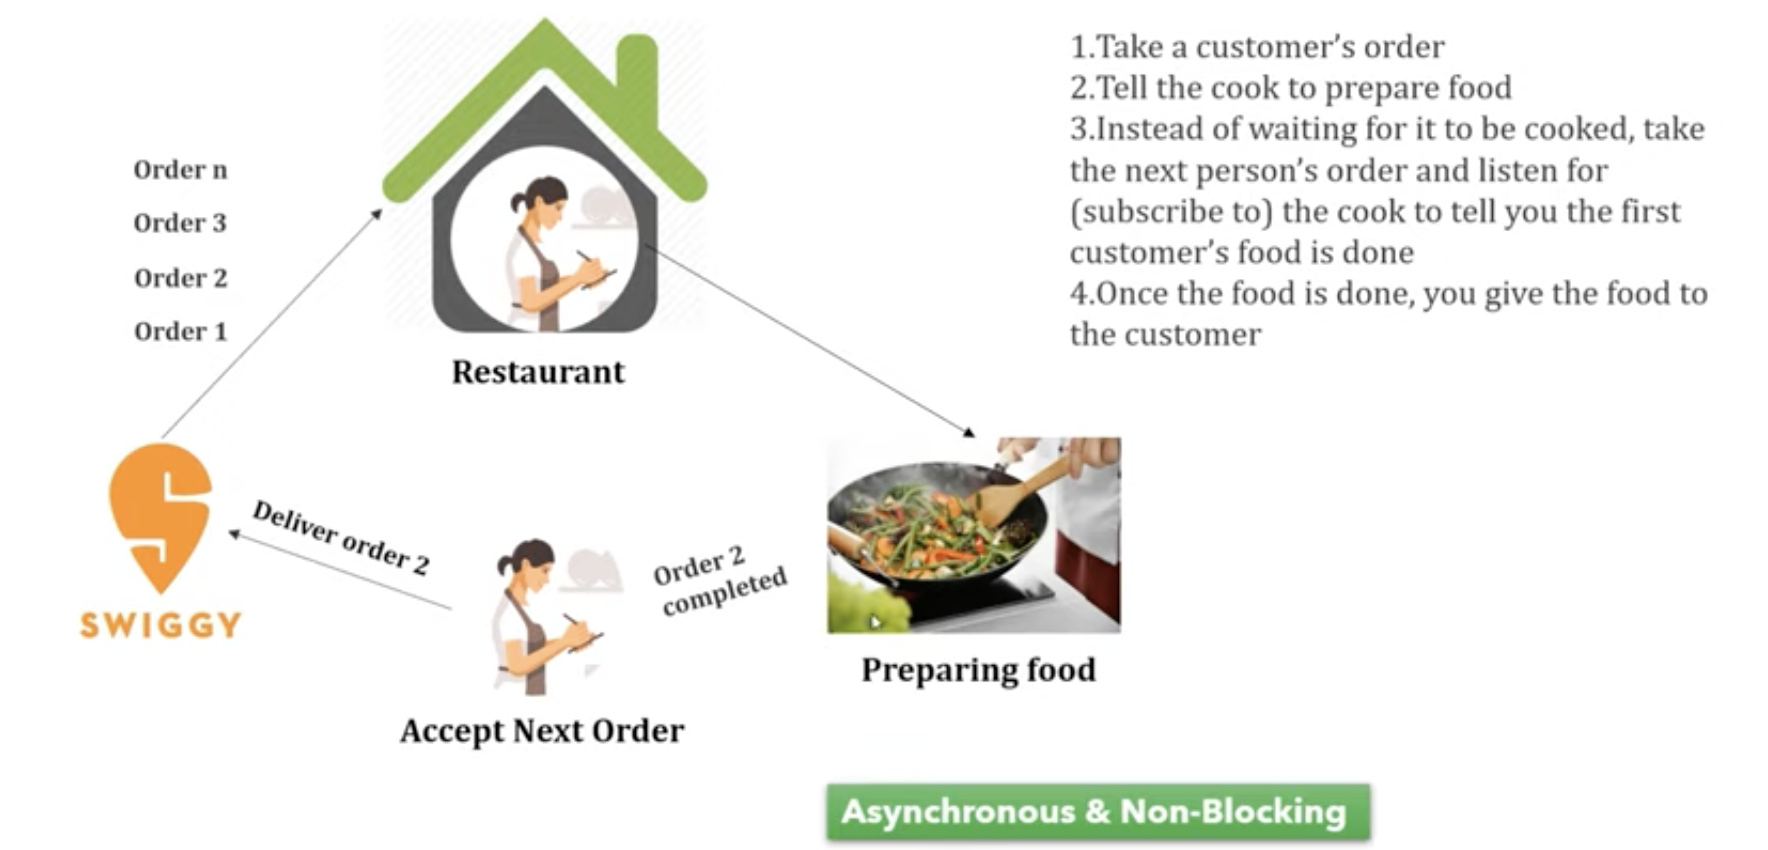 Order n
Order 3
Order 2
Order 1
Restaurant
1.Take a customer's order
2.Tell the cook to prepare food
3.Instead of waiting for it to be cooked, take
the next person's order and listen for
(subscribe to) the cook to tell you the first
customer's food is done
4.Once the food is done, you give the food to
the customer
SWIGGY
Deliver order 2
Order 2
completed
Accept Next Order
Preparing food
Asynchronous & Non-Blocking